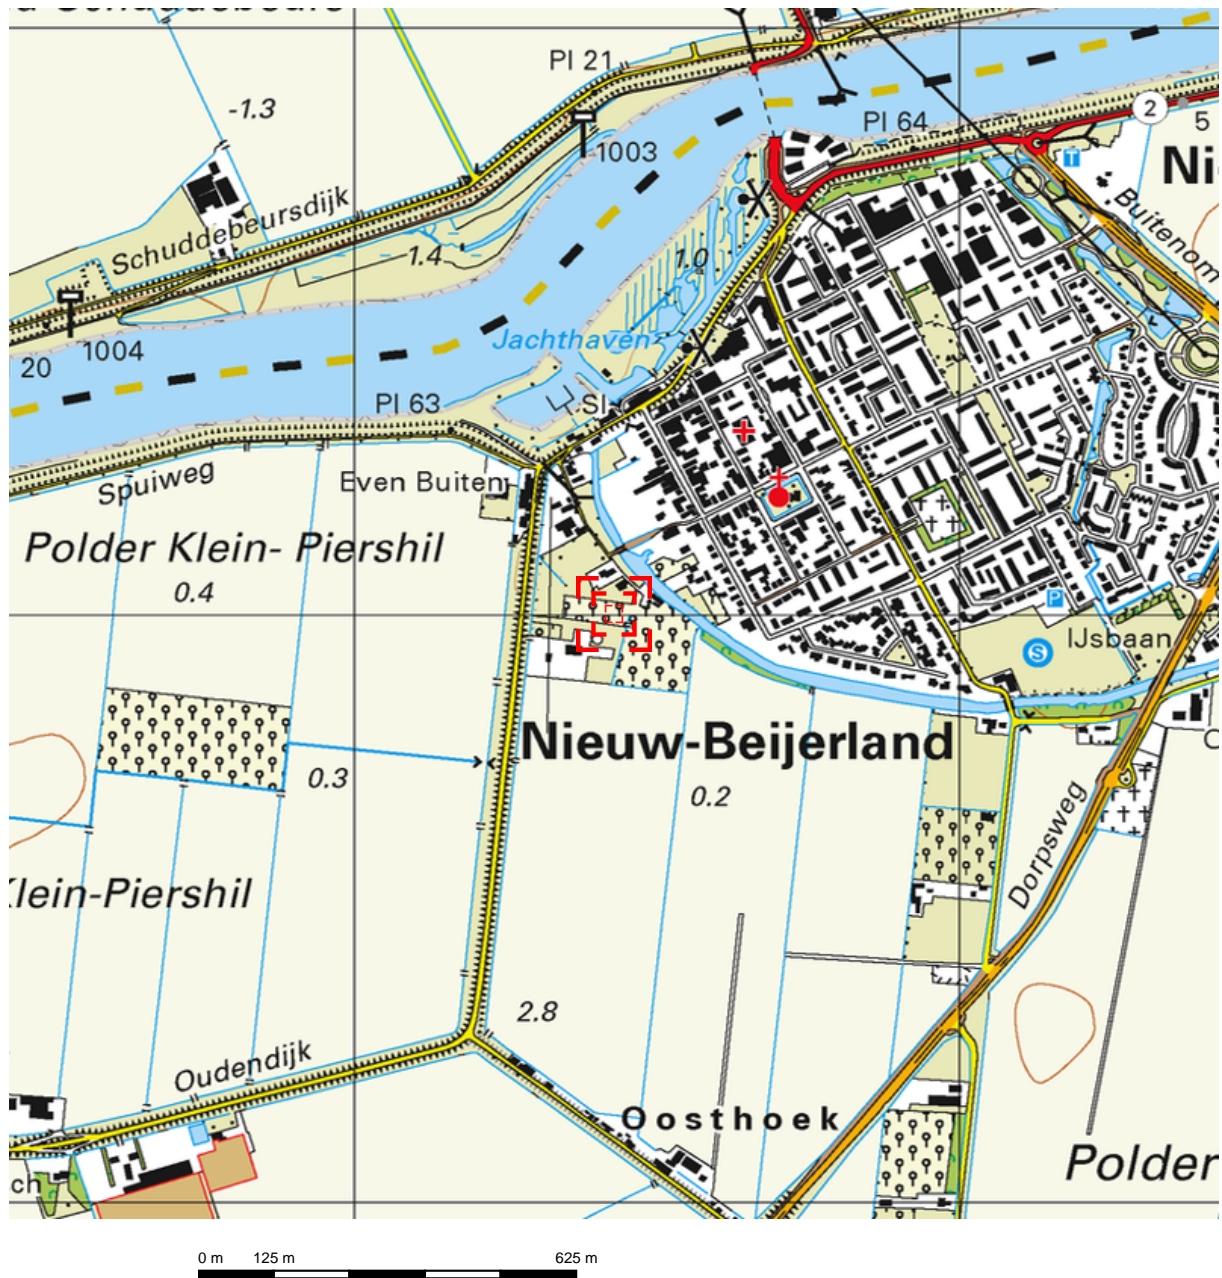 Pl 21
-1.3
1003
Pl 64
2
5
T
Schuddebeursdijk
1.4
1.0
Buitenom
1004
20
Jachthaven
Pl 63
Sl
Spuiweg
Even Buiten
Polder Klein- Piershil
0.4
P
S
IJsbaan
Nieuw-Beijerland
0.3
0.2
Klein-Piershil
Dorpsweg
2.8
Oudendijk
Oosthoek
Polder
ch
0 m 125 m 625 m